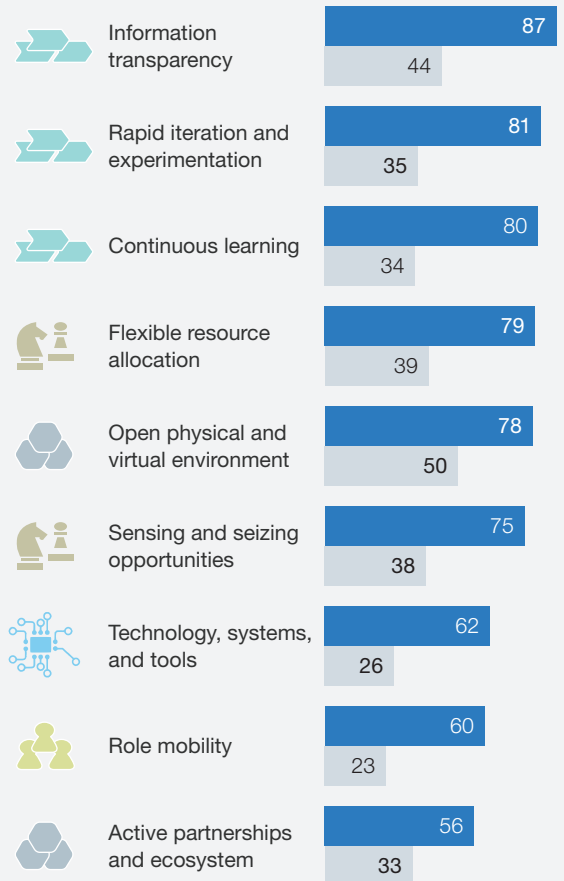 Information
transparency
87
44
Rapid iteration and
experimentation
81
35
Continuous learning
80
34
Flexible resource
allocation
79
39
Open physical and
virtual environment
78
50
Sensing and seizing
opportunities
75
38
Technology, systems,
and tools
62
26
Role mobility
60
23
Active partnerships
and ecosystem
56
33